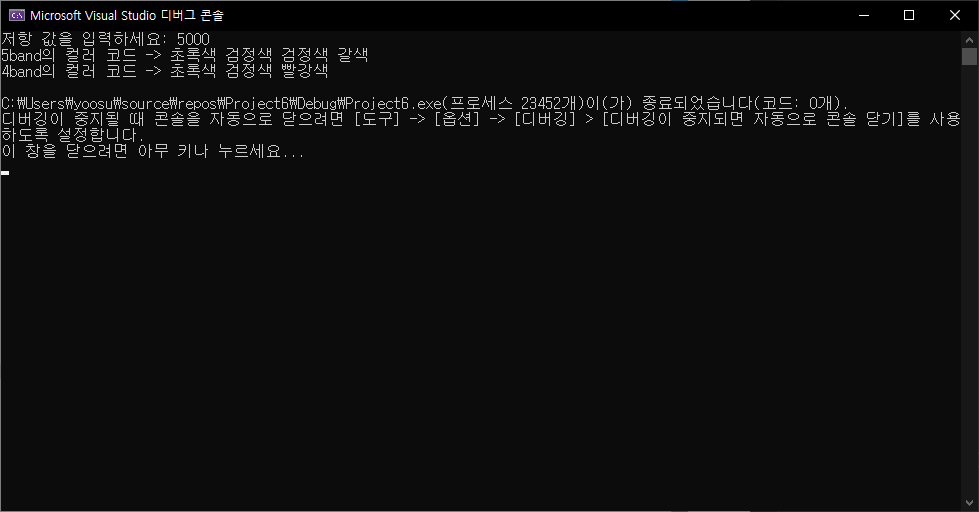 Microsoft Visual Studio 디버그 콘솔
저항 값을 입력하세요: 5000
5band의 컬러 코드 -> 초록색 검정색 검정색 갈색
4band의 컬러 코드 -> 초록색 검정색 빨강색
C:₩Users₩yoosu₩source₩repos₩Project6₩Debug₩Project6.exe(프로세스 23452개)이(가) 종료되었습니다(코드: 0개).
디버깅이 중지될 때 콘솔을 자동으로 닫으려면 [도구] -> [옵션] -> [디버깅] > [디버깅이 중지되면 자동으로 콘솔 닫기]를 사용
하도록 설정합니다.
이 창을 닫으려면 아무 키나 누르세요...